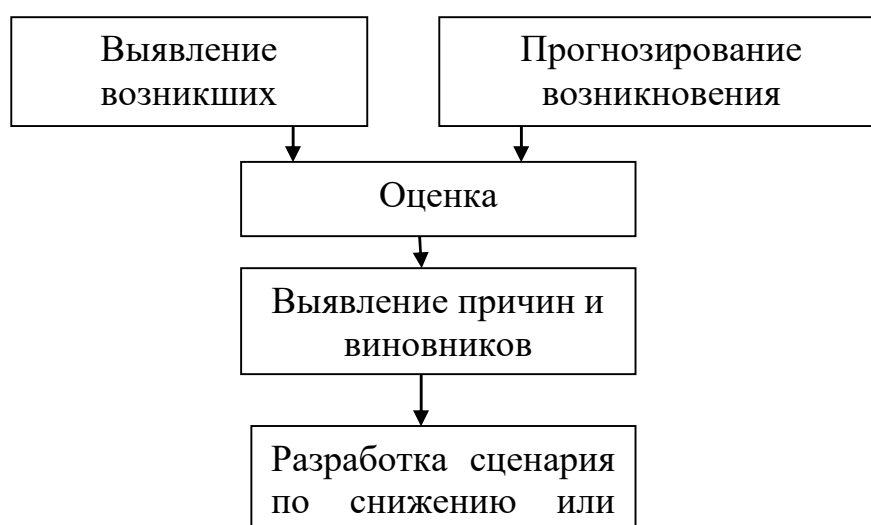 Выявление
возникших
Прогнозирование
возникновения
Оценка
Выявление причин и
виновников
Разработка сценария
по снижению или